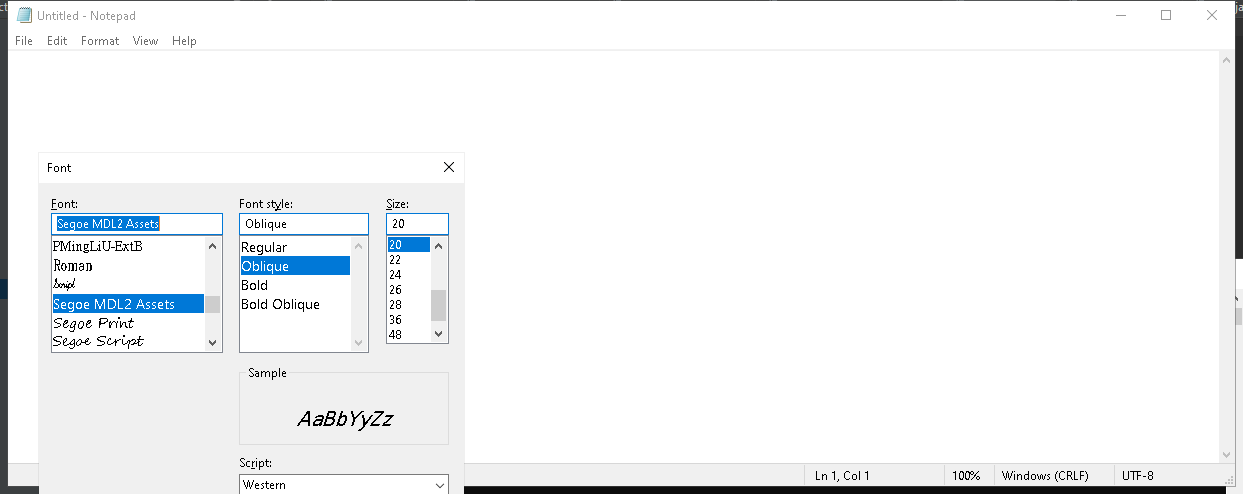 Untitled - Notepad
File Edit Format View Help
Font
Font: Font style: Size:
Segoe MDL2 Assets Oblique 20
PMingLiU-ExtB Regular 20
Roman Oblique 22
Script Bold 24
Segoe MDL2 Assets Bold Oblique 26
Segoe Print 28
Segoe Script 36
48
Sample
AaBbYyZz
Script:
Western
Ln 1, Col 1 100% Windows (CRLF) UTF-8